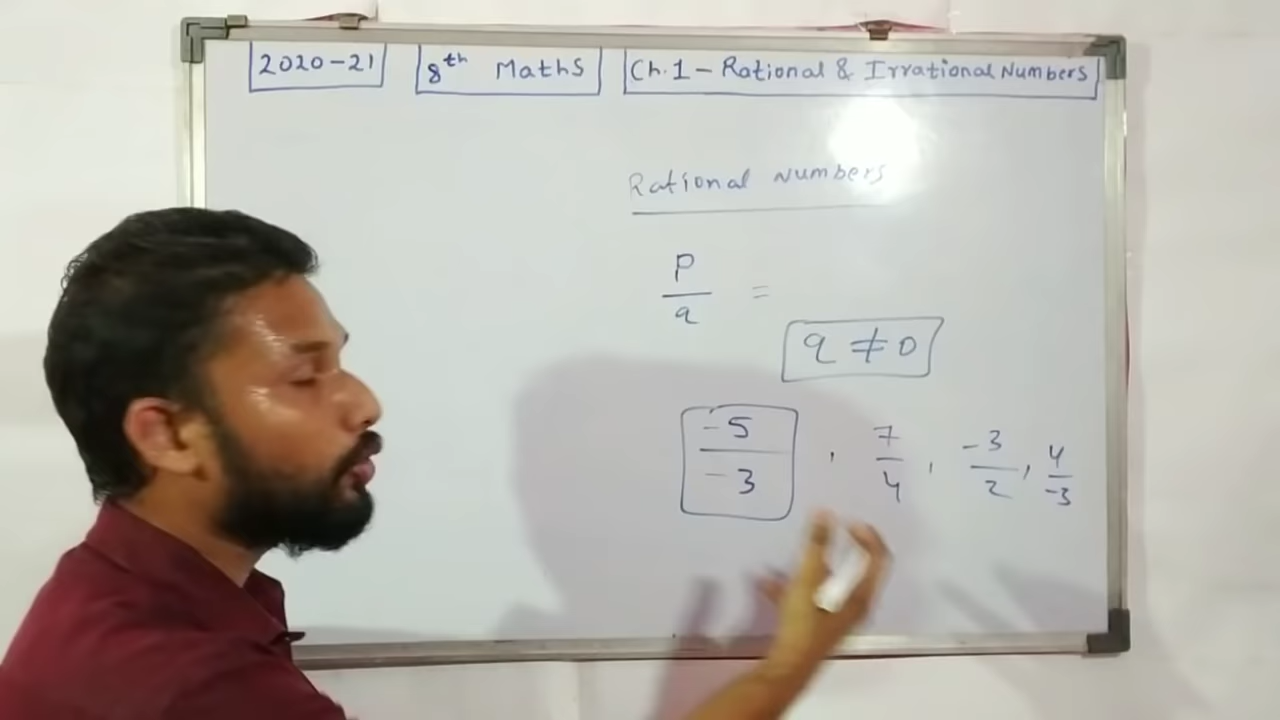 2020-21 8th Maths Ch.1 - Rational & Irrational Numbers
Rational Numbers
p/q =
q ≠ 0
-5/-3 , 7/4 , -3/2 , 4/-3